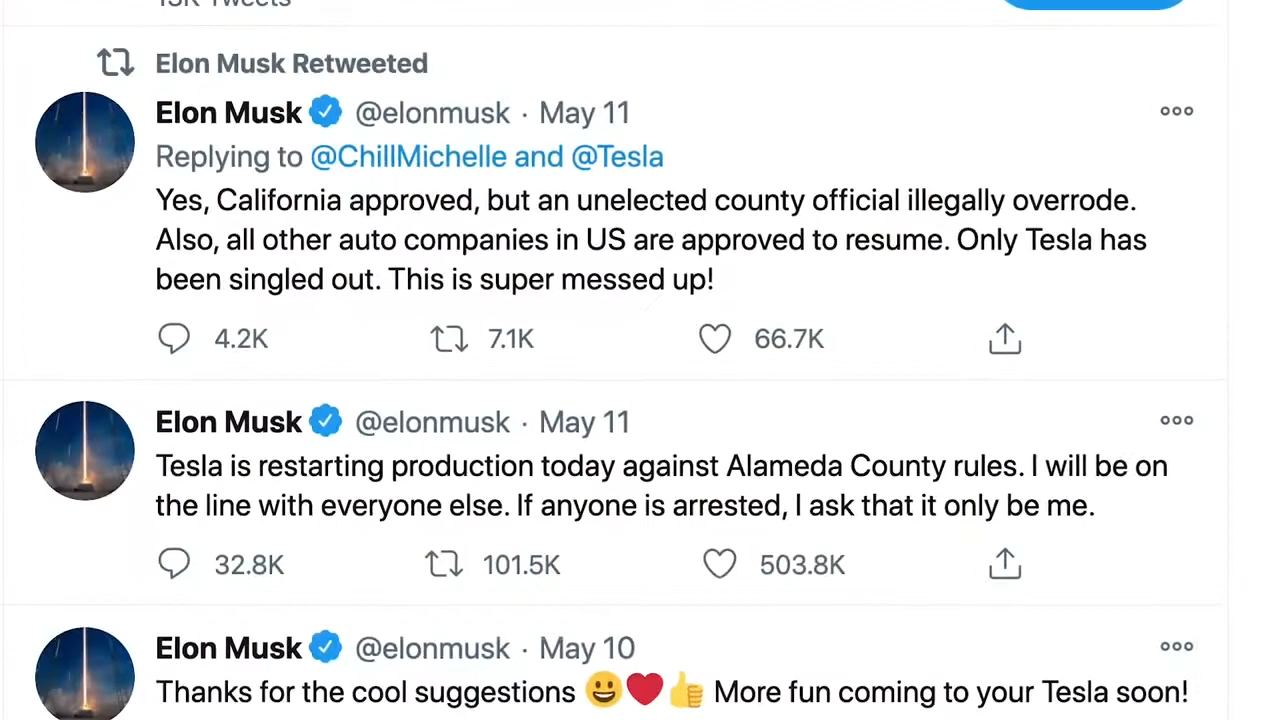 13K Tweets
Elon Musk Retweeted
Elon Musk @elonmusk · May 11
Replying to @ChillMichelle and @Tesla
Yes, California approved, but an unelected county official illegally overrode.
Also, all other auto companies in US are approved to resume. Only Tesla has
been singled out. This is super messed up!
4.2K 7.1K 66.7K
Elon Musk @elonmusk · May 11
Tesla is restarting production today against Alameda County rules. I will be on
the line with everyone else. If anyone is arrested, I ask that it only be me.
32.8K 101.5K 503.8K
Elon Musk @elonmusk · May 10
Thanks for the cool suggestions 😀❤️👍 More fun coming to your Tesla soon!